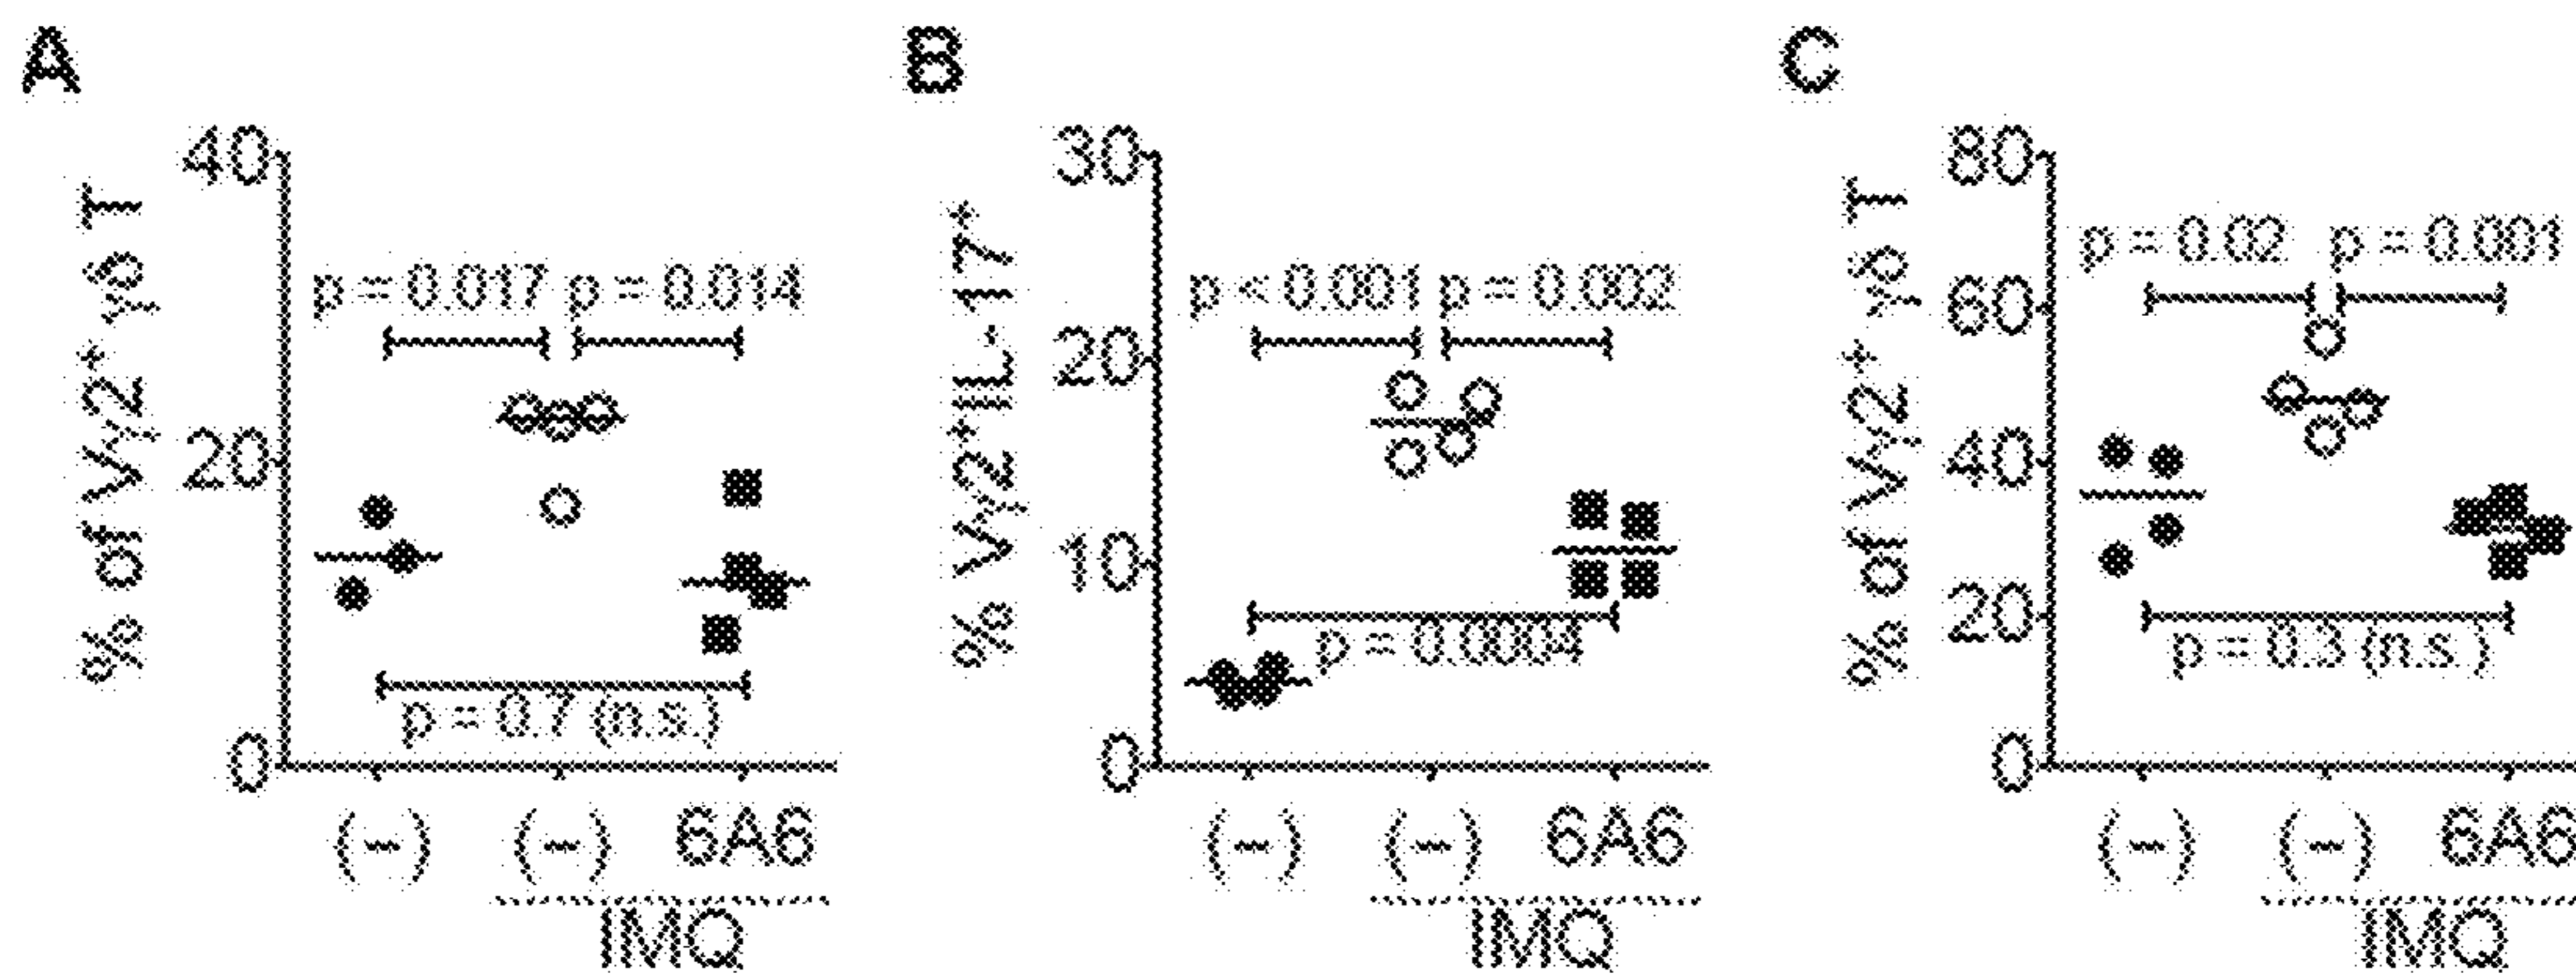 A
% of Vγ2⁺ γδ T
40
20
0
p = 0.017 p = 0.014
p = 0.7 (n.s.)
(−) (−) 6A6
IMQ
B
% Vγ2⁺IL-17⁺
30
20
10
0
p < 0.001 p = 0.002
p = 0.0004
(−) (−) 6A6
IMQ
C
% of Vγ2⁺ γδ T
80
60
40
20
0
p = 0.02 p = 0.001
p = 0.3 (n.s.)
(−) (−) 6A6
IMQ